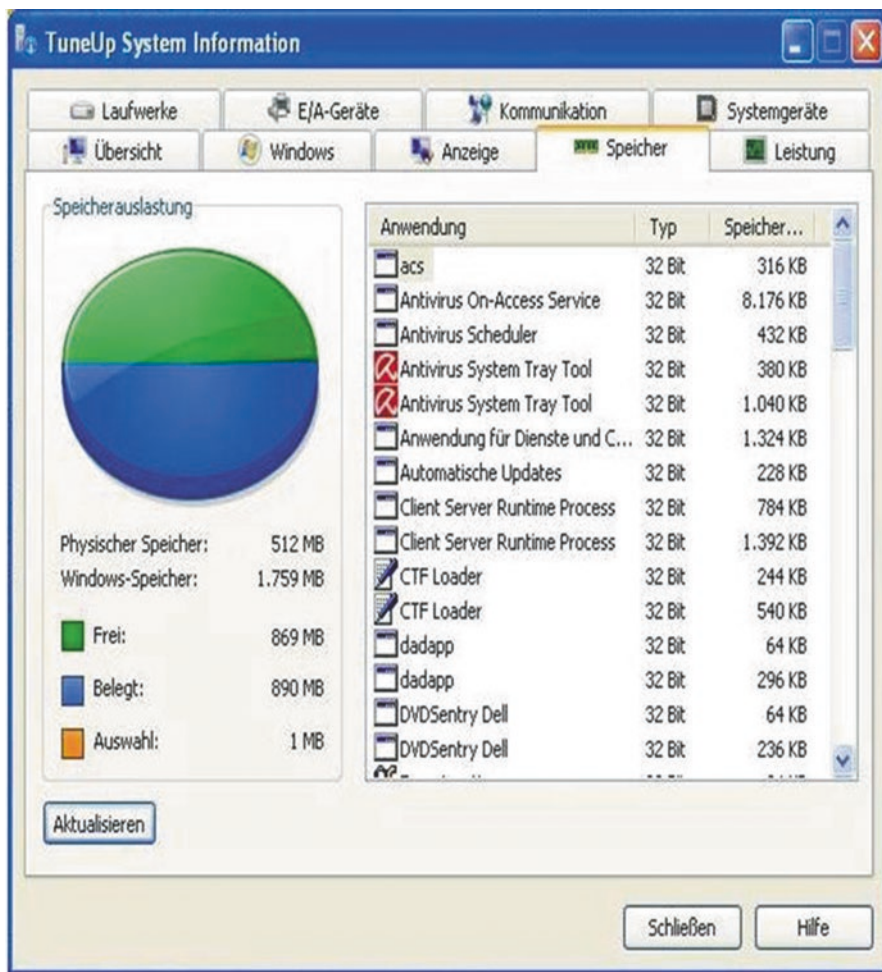 TuneUp System Information
Laufwerke E/A-Geräte Kommunikation Systemgeräte
Übersicht Windows Anzeige Speicher Leistung
Speicherauslastung
Physischer Speicher: 512 MB
Windows-Speicher: 1.759 MB
Frei: 869 MB
Belegt: 890 MB
Auswahl: 1 MB
Anwendung Typ Speicher...
acs 32 Bit 316 KB
Antivirus On-Access Service 32 Bit 8.176 KB
Antivirus Scheduler 32 Bit 432 KB
Antivirus System Tray Tool 32 Bit 380 KB
Antivirus System Tray Tool 32 Bit 1.040 KB
Anwendung für Dienste und C... 32 Bit 1.324 KB
Automatische Updates 32 Bit 228 KB
Client Server Runtime Process 32 Bit 784 KB
Client Server Runtime Process 32 Bit 1.392 KB
CTF Loader 32 Bit 244 KB
CTF Loader 32 Bit 540 KB
dadapp 32 Bit 64 KB
dadapp 32 Bit 296 KB
DVDSentry Dell 32 Bit 64 KB
DVDSentry Dell 32 Bit 236 KB
Aktualisieren
Schließen Hilfe